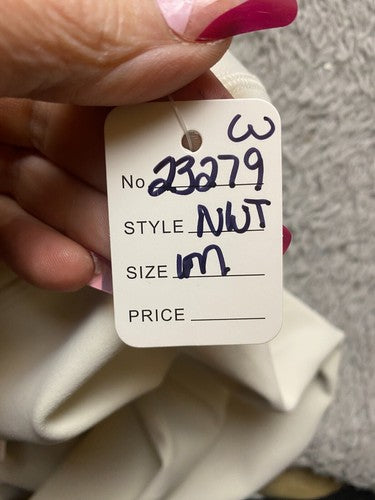 W
No 23279
STYLE NWT
SIZE M
PRICE